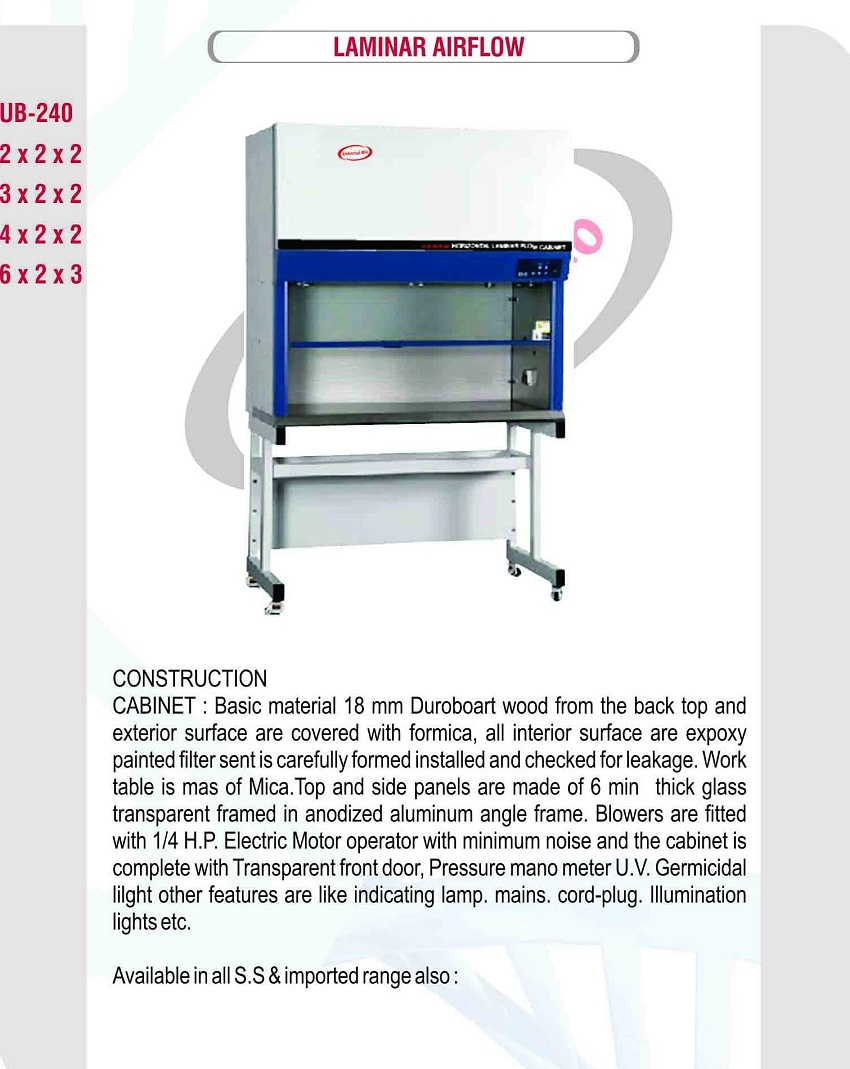 LAMINAR AIRFLOW
UB-240
2 x 2 x 2
3 x 2 x 2
4 x 2 x 2
6 x 2 x 3
Universal Bio
HORIZONTAL LAMINAR FLOW CABINET
CONSTRUCTION
CABINET : Basic material 18 mm Duroboart wood from the back top and
exterior surface are covered with formica, all interior surface are expoxy
painted filter sent is carefully formed installed and checked for leakage. Work
table is mas of Mica.Top and side panels are made of 6 min thick glass
transparent framed in anodized aluminum angle frame. Blowers are fitted
with 1/4 H.P. Electric Motor operator with minimum noise and the cabinet is
complete with Transparent front door, Pressure mano meter U.V. Germicidal
lilght other features are like indicating lamp. mains. cord-plug. Illumination
lights etc.
Available in all S.S & imported range also :